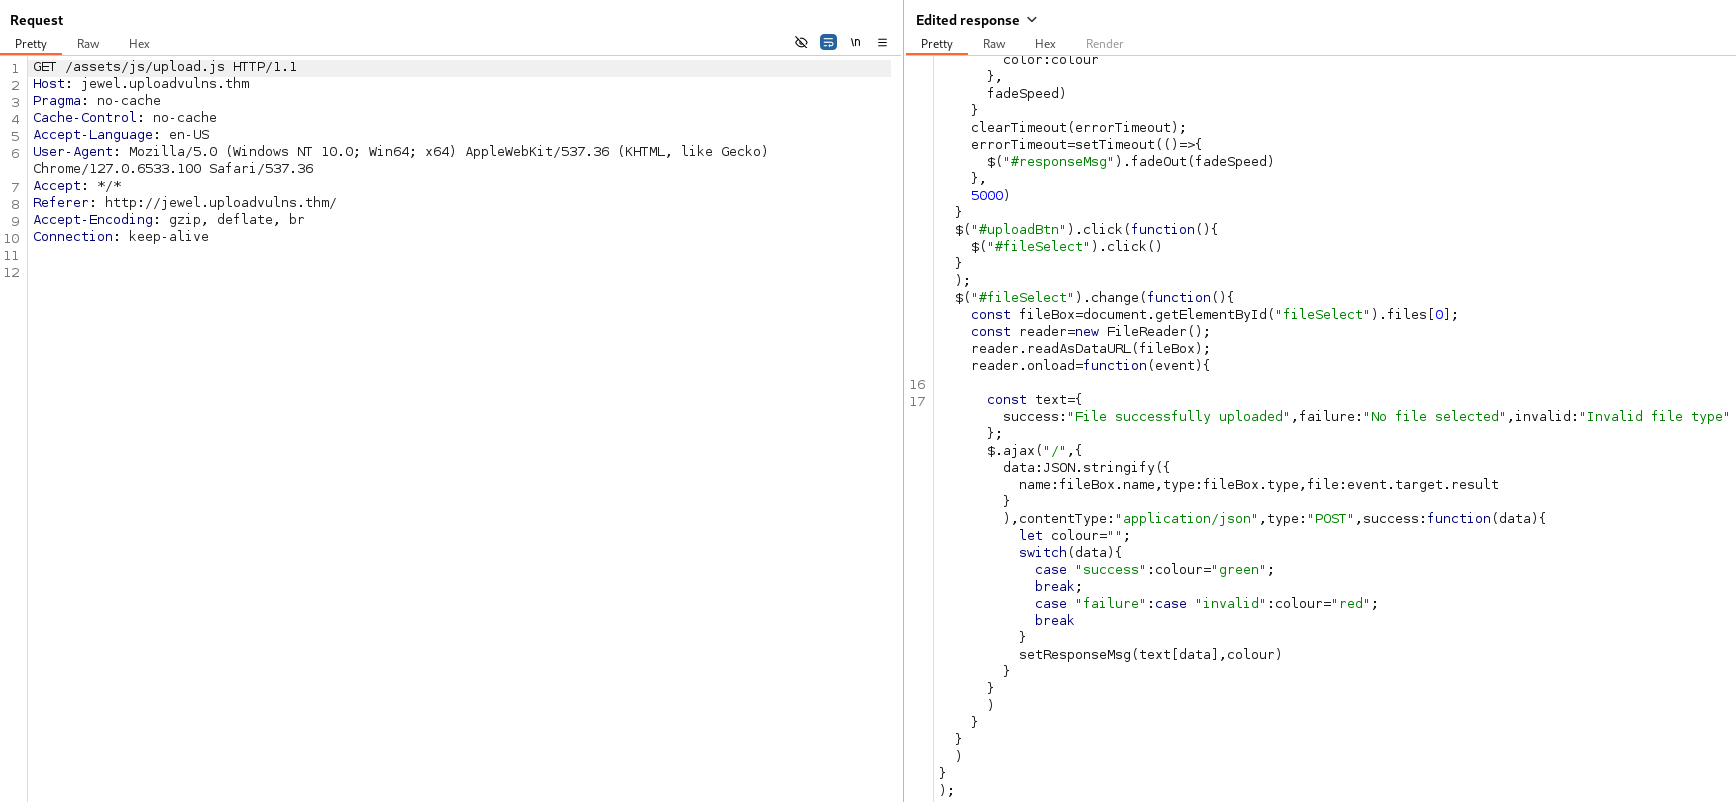 Request
Pretty Raw Hex \n
1 GET /assets/js/upload.js HTTP/1.1
2 Host: jewel.uploadvulns.thm
3 Pragma: no-cache
4 Cache-Control: no-cache
5 Accept-Language: en-US
6 User-Agent: Mozilla/5.0 (Windows NT 10.0; Win64; x64) AppleWebKit/537.36 (KHTML, like Gecko)
Chrome/127.0.6533.100 Safari/537.36
7 Accept: */*
8 Referer: http://jewel.uploadvulns.thm/
9 Accept-Encoding: gzip, deflate, br
10 Connection: keep-alive
11
12
Edited response
Pretty Raw Hex Render
color:colour
},
fadeSpeed)
}
clearTimeout(errorTimeout);
errorTimeout=setTimeout(()=>{
$("#responseMsg").fadeOut(fadeSpeed)
},
5000)
}
$("#uploadBtn").click(function(){
$("#fileSelect").click()
}
);
$("#fileSelect").change(function(){
const fileBox=document.getElementById("fileSelect").files[0];
const reader=new FileReader();
reader.readAsDataURL(fileBox);
reader.onload=function(event){
16
17 const text={
success:"File successfully uploaded",failure:"No file selected",invalid:"Invalid file type"
};
$.ajax("/",{
data:JSON.stringify({
name:fileBox.name,type:fileBox.type,file:event.target.result
}
),contentType:"application/json",type:"POST",success:function(data){
let colour="";
switch(data){
case "success":colour="green";
break;
case "failure":case "invalid":colour="red";
break
}
setResponseMsg(text[data],colour)
}
}
)
}
}
)
}
);